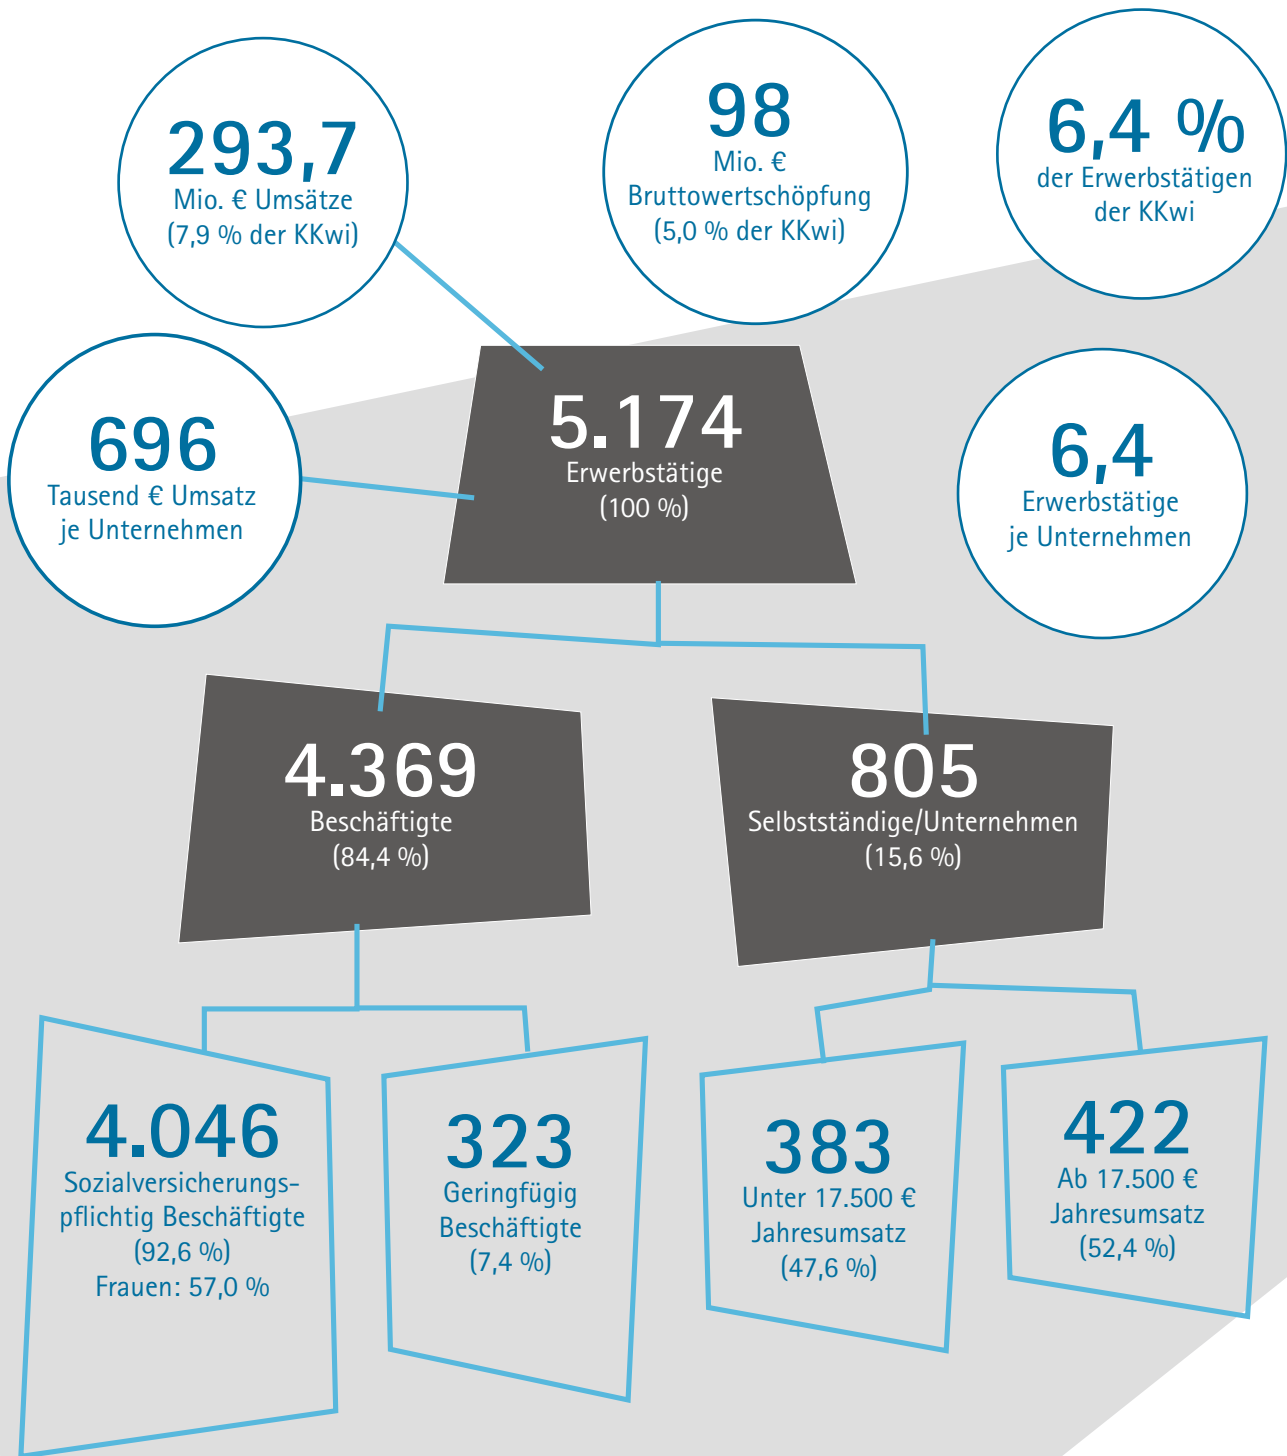 293,7
Mio. € Umsätze
(7,9 % der KKwi)
98
Mio. €
Bruttowertschöpfung
(5,0 % der KKwi)
6,4 %
der Erwerbstätigen
der KKwi
696
Tausend € Umsatz
je Unternehmen
5.174
Erwerbstätige
(100 %)
6,4
Erwerbstätige
je Unternehmen
4.369
Beschäftigte
(84,4 %)
805
Selbstständige/Unternehmen
(15,6 %)
4.046
Sozialversicherungs-
pflichtig Beschäftigte
(92,6 %)
Frauen: 57,0 %
323
Geringfügig
Beschäftigte
(7,4 %)
383
Unter 17.500 €
Jahresumsatz
(47,6 %)
422
Ab 17.500 €
Jahresumsatz
(52,4 %)